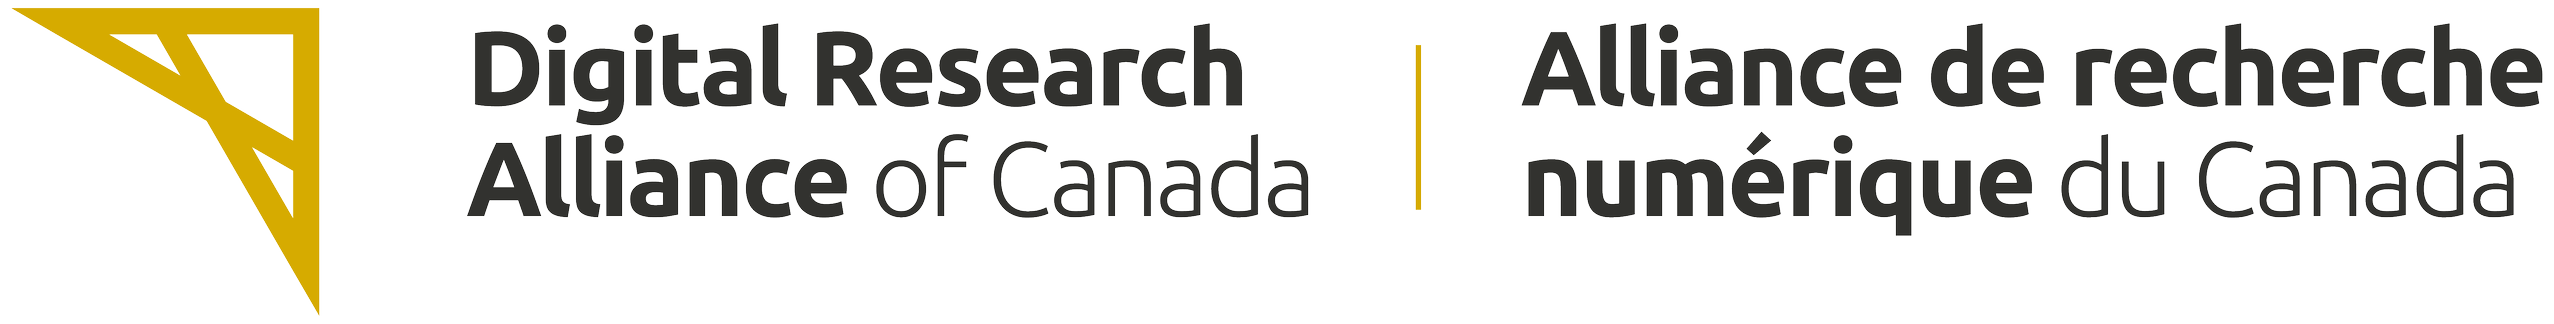 Digital Research
Alliance of Canada
Alliance de recherche
numérique du Canada